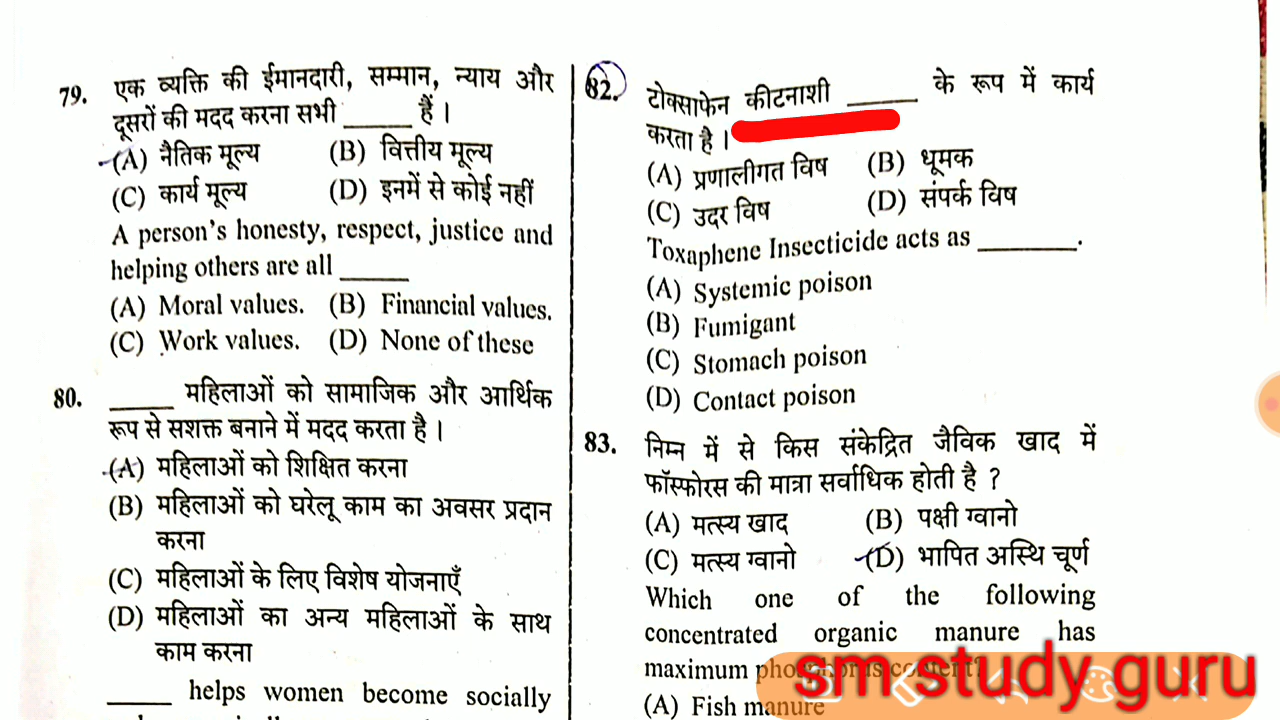 79. एक व्यक्ति की ईमानदारी, सम्मान, न्याय और
दूसरों की मदद करना सभी _____ हैं ।
(A) नैतिक मूल्य (B) वित्तीय मूल्य
(C) कार्य मूल्य (D) इनमें से कोई नहीं
A person's honesty, respect, justice and
helping others are all _____
(A) Moral values. (B) Financial values.
(C) Work values. (D) None of these
80. _____ महिलाओं को सामाजिक और आर्थिक
रूप से सशक्त बनाने में मदद करता है ।
(A) महिलाओं को शिक्षित करना
(B) महिलाओं को घरेलू काम का अवसर प्रदान
करना
(C) महिलाओं के लिए विशेष योजनाएँ
(D) महिलाओं का अन्य महिलाओं के साथ
काम करना
_____ helps women become socially
82. टोक्साफेन कीटनाशी _____ के रूप में कार्य
करता है ।
(A) प्रणालीगत विष (B) धूमक
(C) उदर विष (D) संपर्क विष
Toxaphene Insecticide acts as _______.
(A) Systemic poison
(B) Fumigant
(C) Stomach poison
(D) Contact poison
83. निम्न में से किस संकेद्रित जैविक खाद में
फॉस्फोरस की मात्रा सर्वाधिक होती है ?
(A) मत्स्य खाद (B) पक्षी ग्वानो
(C) मत्स्य ग्वानो (D) भापित अस्थि चूर्ण
Which one of the following
concentrated organic manure has
maximum phosphorus content?
(A) Fish manure
sm study guru